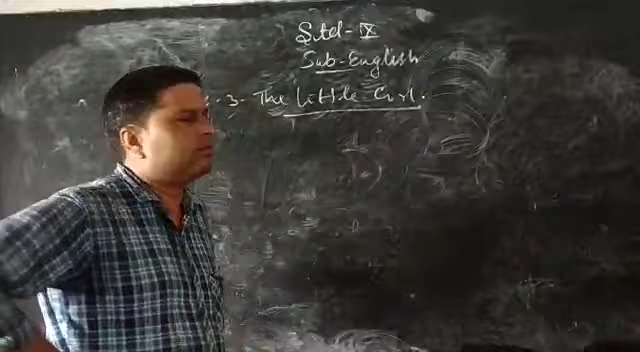 Std - IX
Sub - English
3 - The Little Girl.